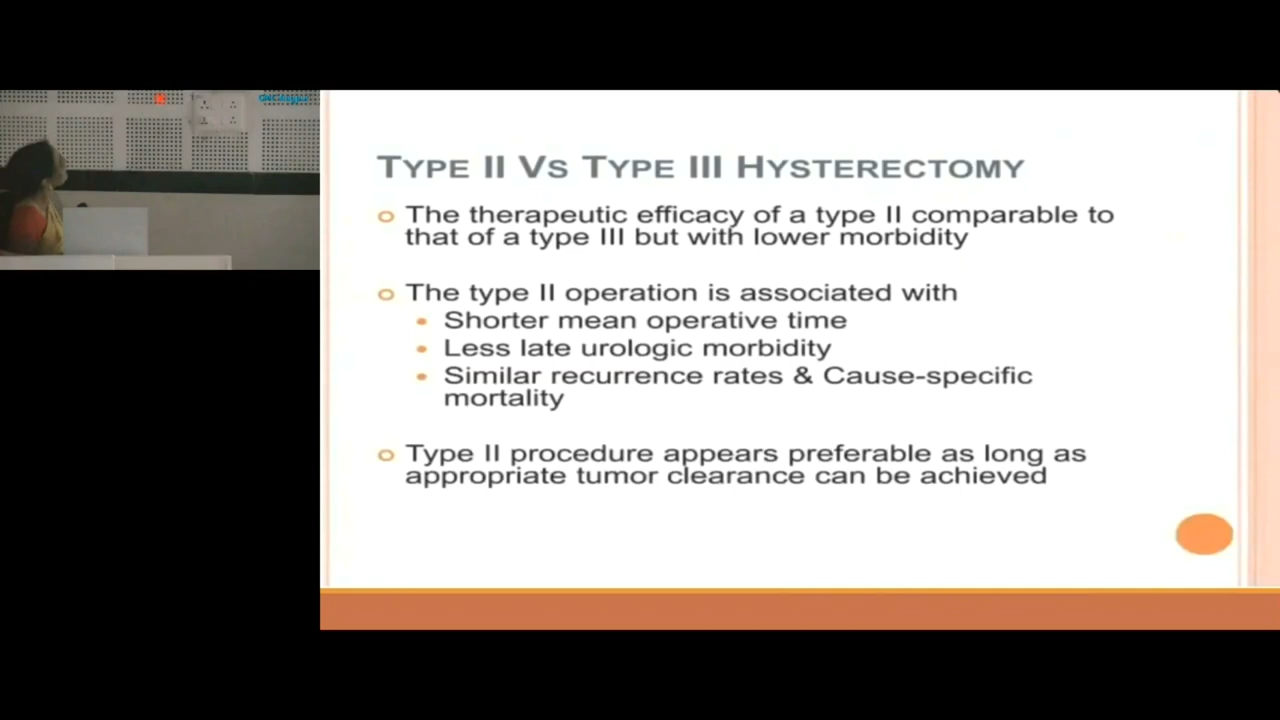 TYPE II VS TYPE III HYSTERECTOMY
The therapeutic efficacy of a type II comparable to
that of a type III but with lower morbidity
The type II operation is associated with
Shorter mean operative time
Less late urologic morbidity
Similar recurrence rates & Cause-specific
mortality
Type II procedure appears preferable as long as
appropriate tumor clearance can be achieved